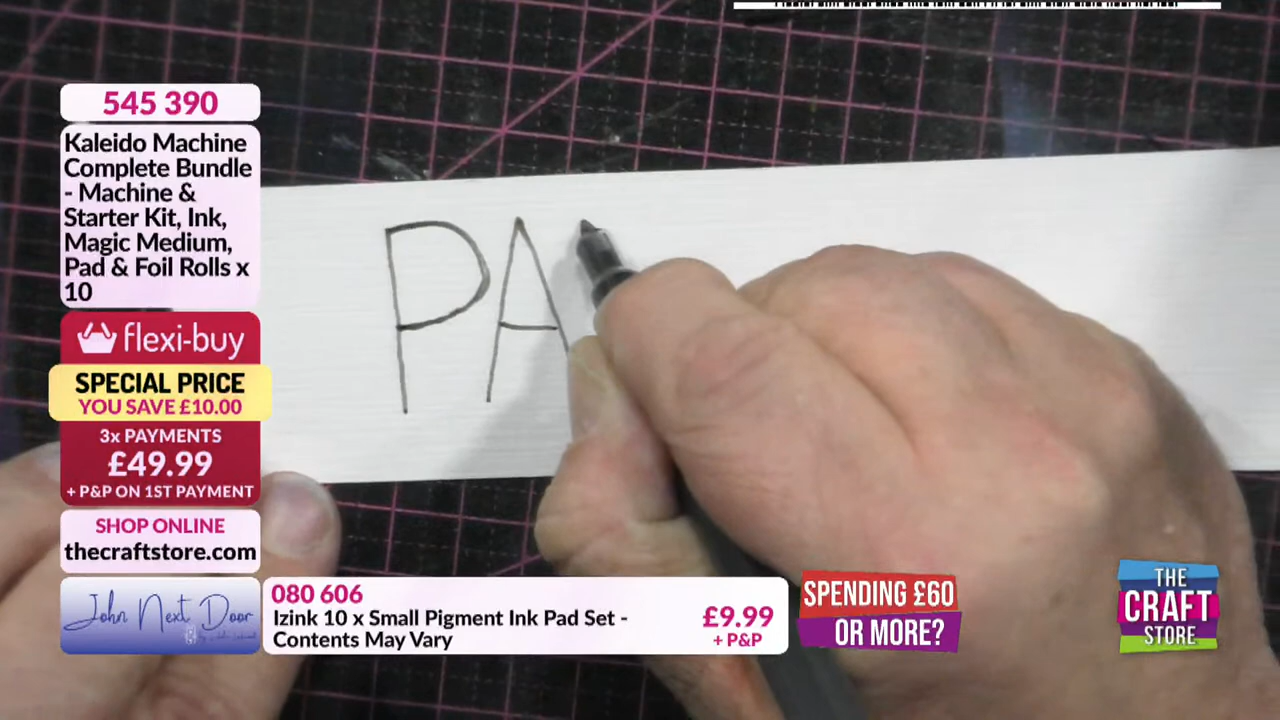 545 390
Kaleido Machine
Complete Bundle
- Machine &
Starter Kit, Ink,
Magic Medium,
Pad & Foil Rolls x
10
flexi-buy
SPECIAL PRICE
YOU SAVE £10.00
3x PAYMENTS
£49.99
+ P&P ON 1ST PAYMENT
SHOP ONLINE
thecraftstore.com
John Next Door
080 606
Izink 10 x Small Pigment Ink Pad Set -
Contents May Vary
£9.99
+ P&P
SPENDING £60
OR MORE?
THE
CRAFT
STORE
PA